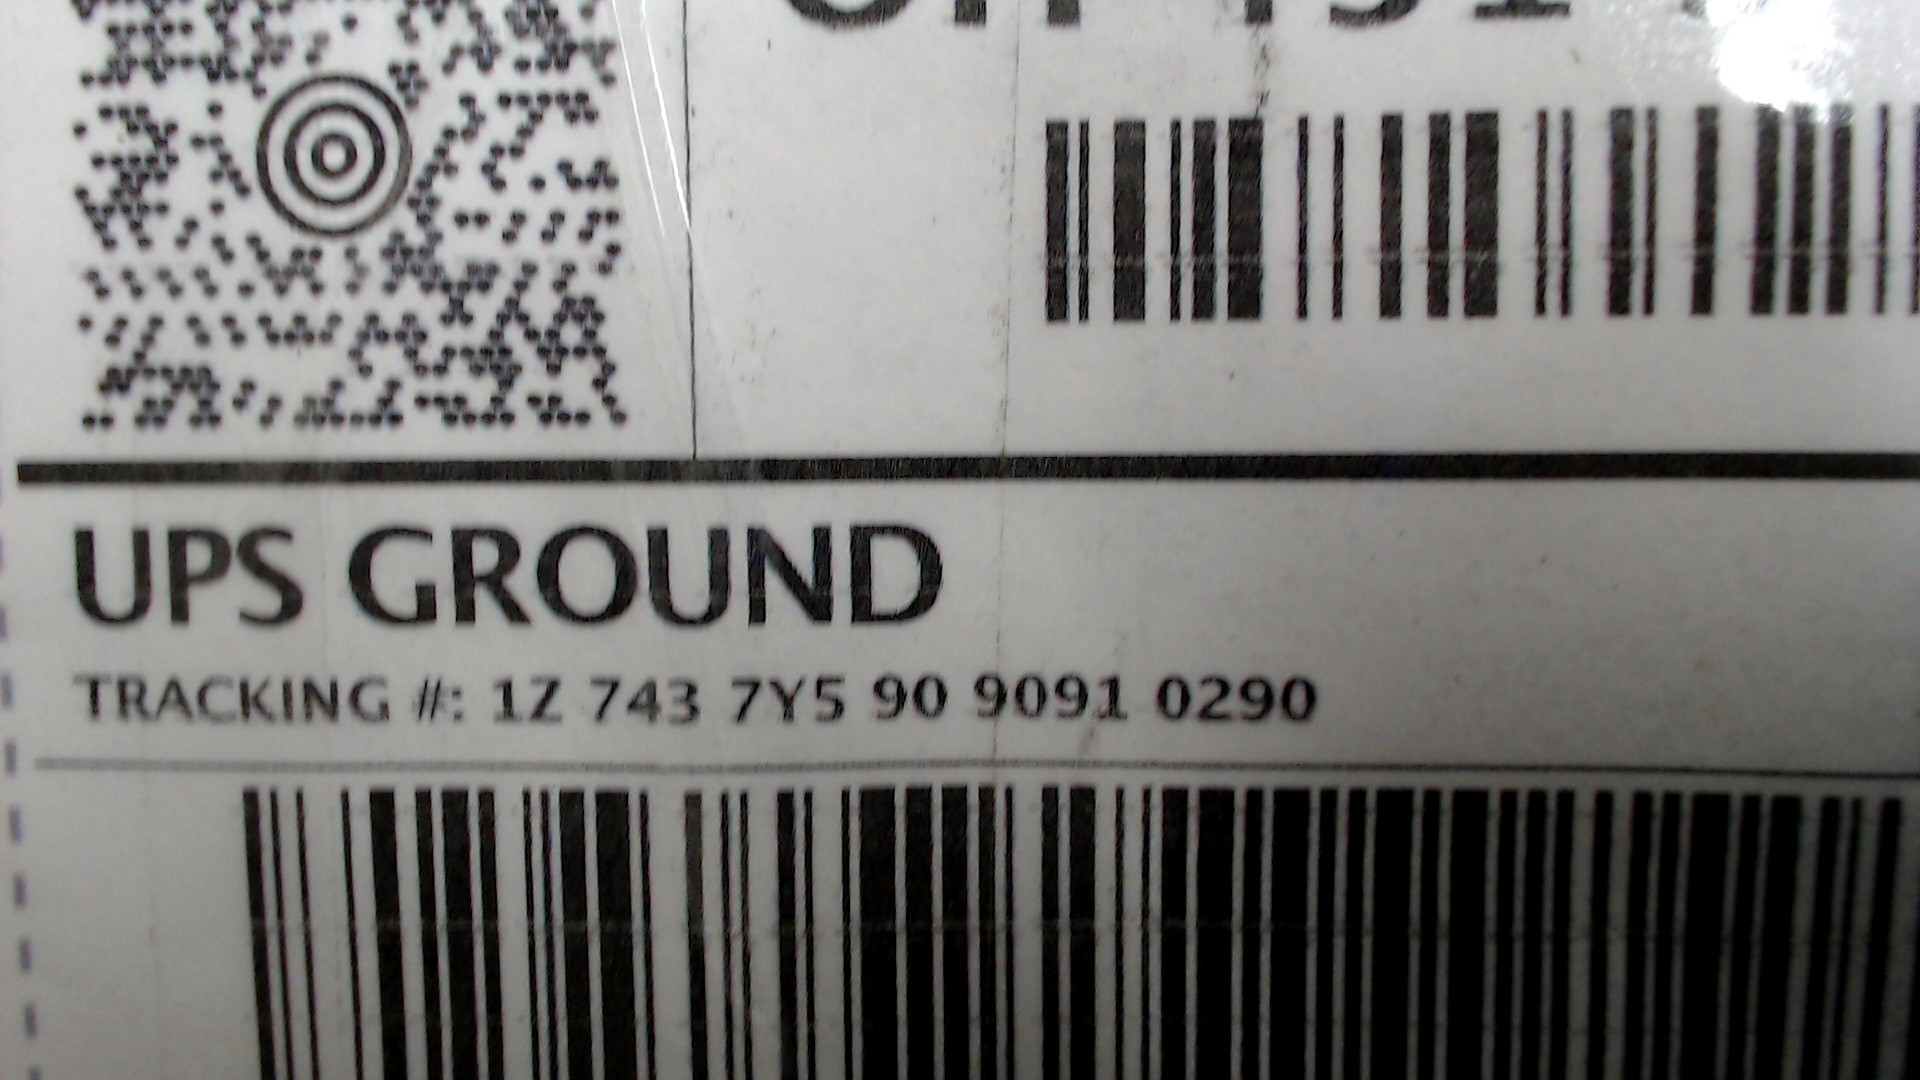 UPS GROUND
TRACKING #: 1Z 743 7Y5 90 9091 0290